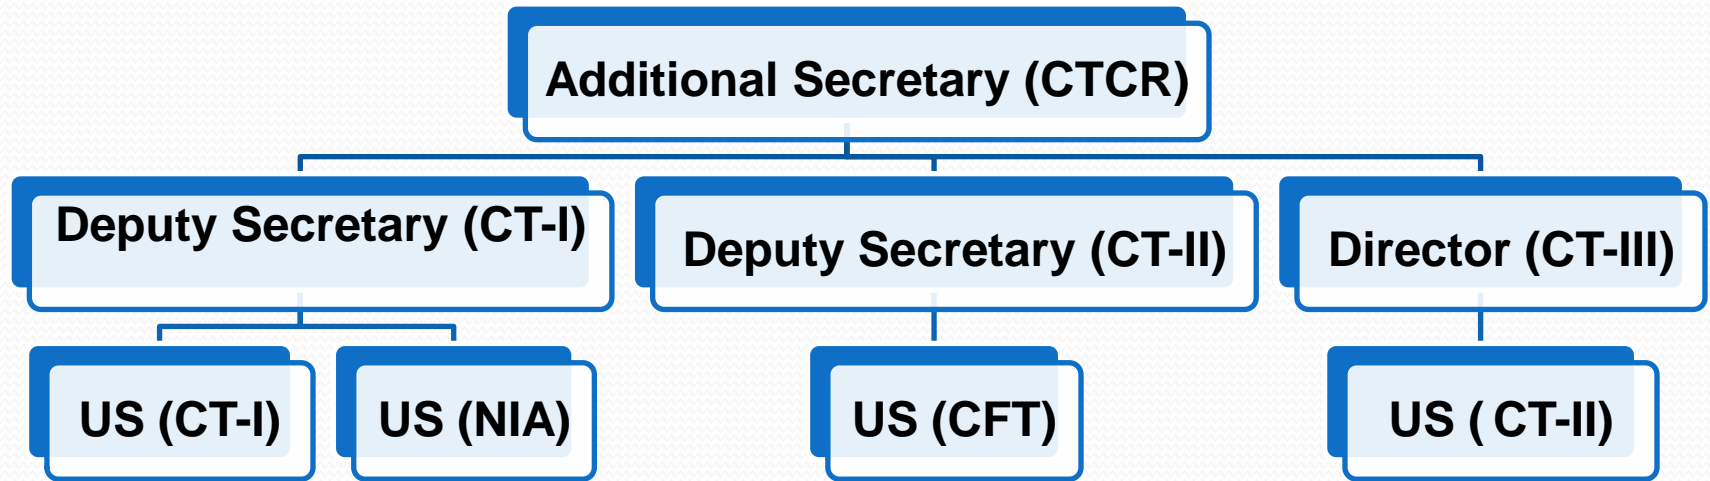 Additional Secretary (CTCR)
Deputy Secretary (CT-I)
Deputy Secretary (CT-II)
Director (CT-III)
US (CT-I)
US (NIA)
US (CFT)
US ( CT-II)